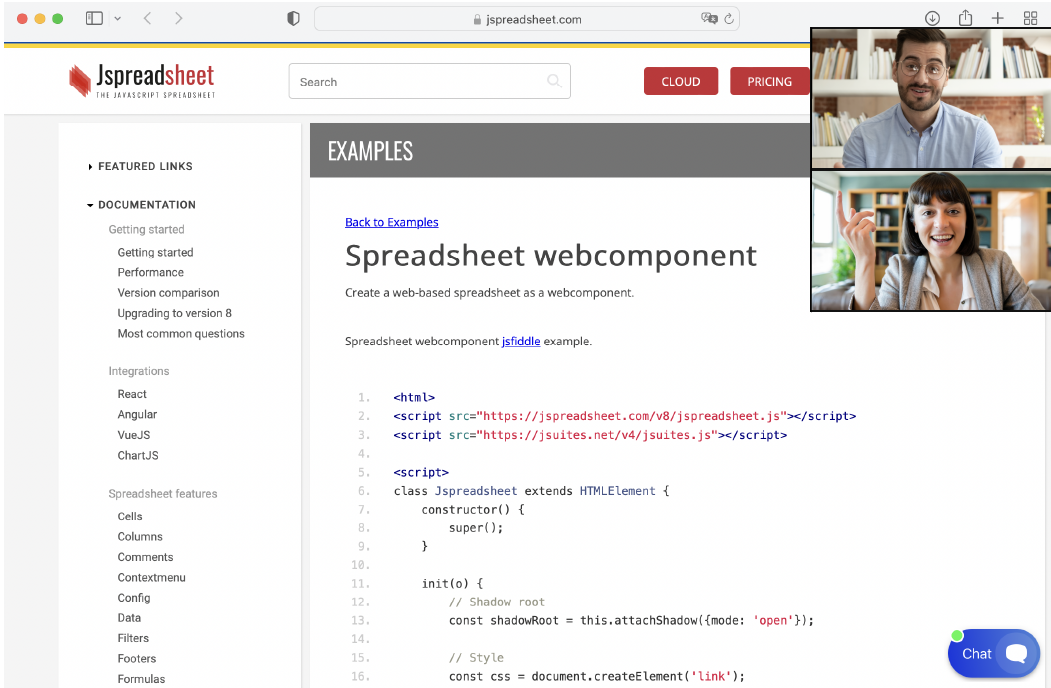 jspreadsheet.com
Jspreadsheet
THE JAVASCRIPT SPREADSHEET
Search
CLOUD
PRICING
FEATURED LINKS
DOCUMENTATION
Getting started
Getting started
Performance
Version comparison
Upgrading to version 8
Most common questions
Integrations
React
Angular
VueJS
ChartJS
Spreadsheet features
Cells
Columns
Comments
Contextmenu
Config
Data
Filters
Footers
Formulas
EXAMPLES
Back to Examples
Spreadsheet webcomponent
Create a web-based spreadsheet as a webcomponent.
Spreadsheet webcomponent jsfiddle example.
1. <html>
2. <script src="https://jspreadsheet.com/v8/jspreadsheet.js"></script>
3. <script src="https://jsuites.net/v4/jsuites.js"></script>
4.
5. <script>
6. class Jspreadsheet extends HTMLElement {
7. constructor() {
8. super();
9. }
10.
11. init(o) {
12. // Shadow root
13. const shadowRoot = this.attachShadow({mode: 'open'});
14.
15. // Style
16. const css = document.createElement('link');
Chat